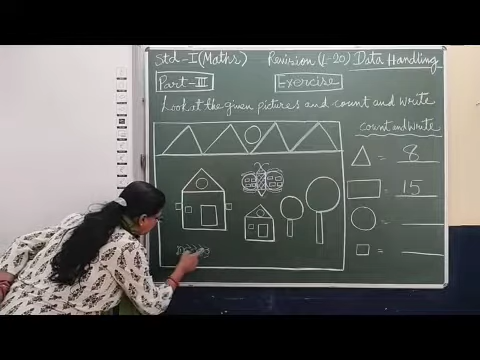 Std-I (Maths) Revision (1-20) Data Handling
Part-III Exercise
Look at the given pictures and count and write
count and write
= 8
= 15
=
=